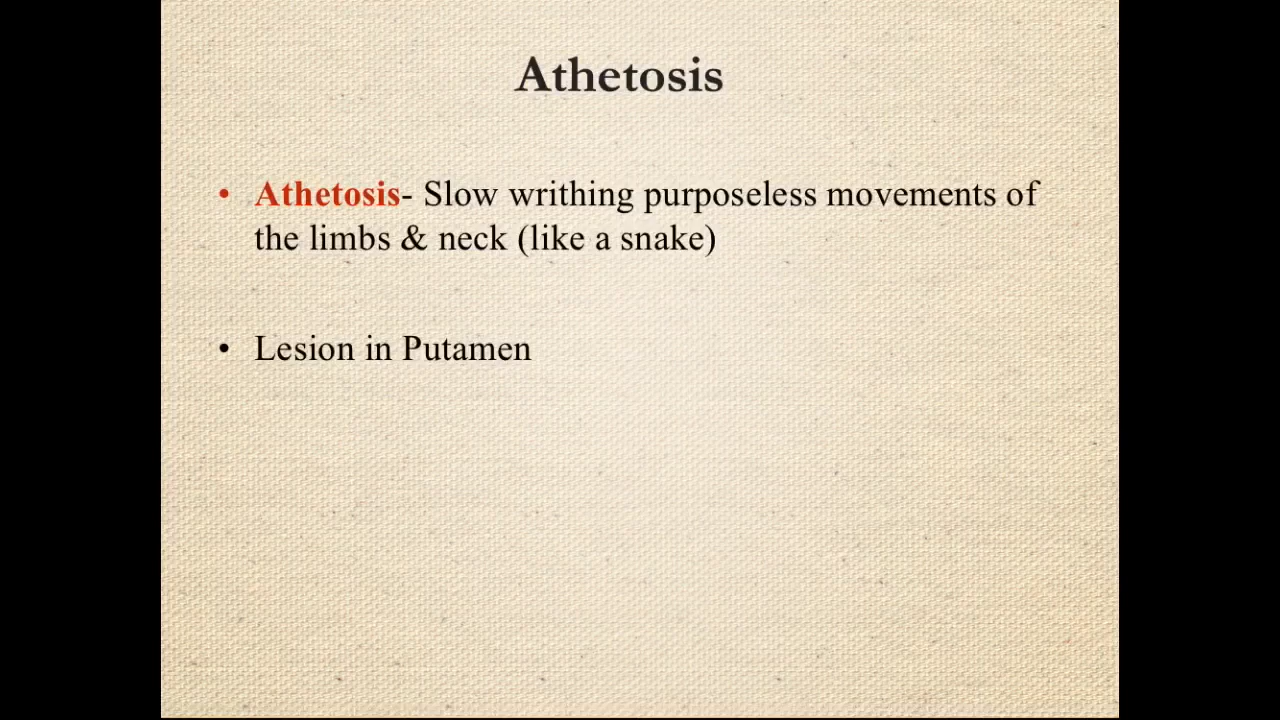 Athetosis
• Athetosis- Slow writhing purposeless movements of
the limbs & neck (like a snake)
• Lesion in Putamen